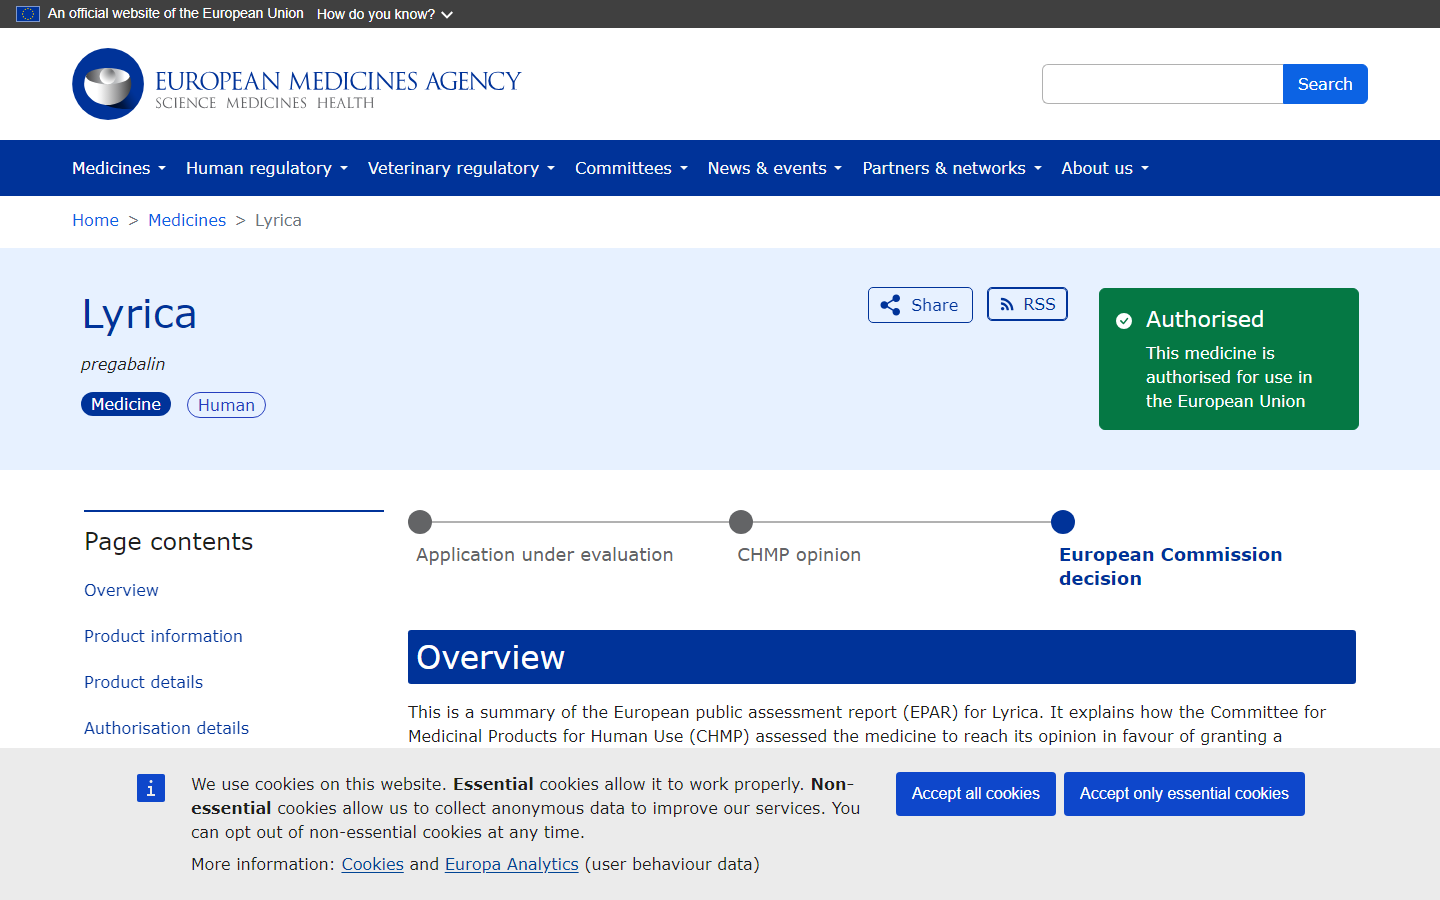 An official website of the European Union How do you know?
EUROPEAN MEDICINES AGENCY
SCIENCE MEDICINES HEALTH
Search
Medicines Human regulatory Veterinary regulatory Committees News & events Partners & networks About us
Home > Medicines > Lyrica
Lyrica
pregabalin
Medicine Human
Share RSS
Authorised
This medicine is
authorised for use in
the European Union
Page contents
Overview
Product information
Product details
Authorisation details
Application under evaluation
CHMP opinion
European Commission
decision
Overview
This is a summary of the European public assessment report (EPAR) for Lyrica. It explains how the Committee for
Medicinal Products for Human Use (CHMP) assessed the medicine to reach its opinion in favour of granting a
We use cookies on this website. Essential cookies allow it to work properly. Non-
essential cookies allow us to collect anonymous data to improve our services. You
can opt out of non-essential cookies at any time.
More information: Cookies and Europa Analytics (user behaviour data)
Accept all cookies
Accept only essential cookies